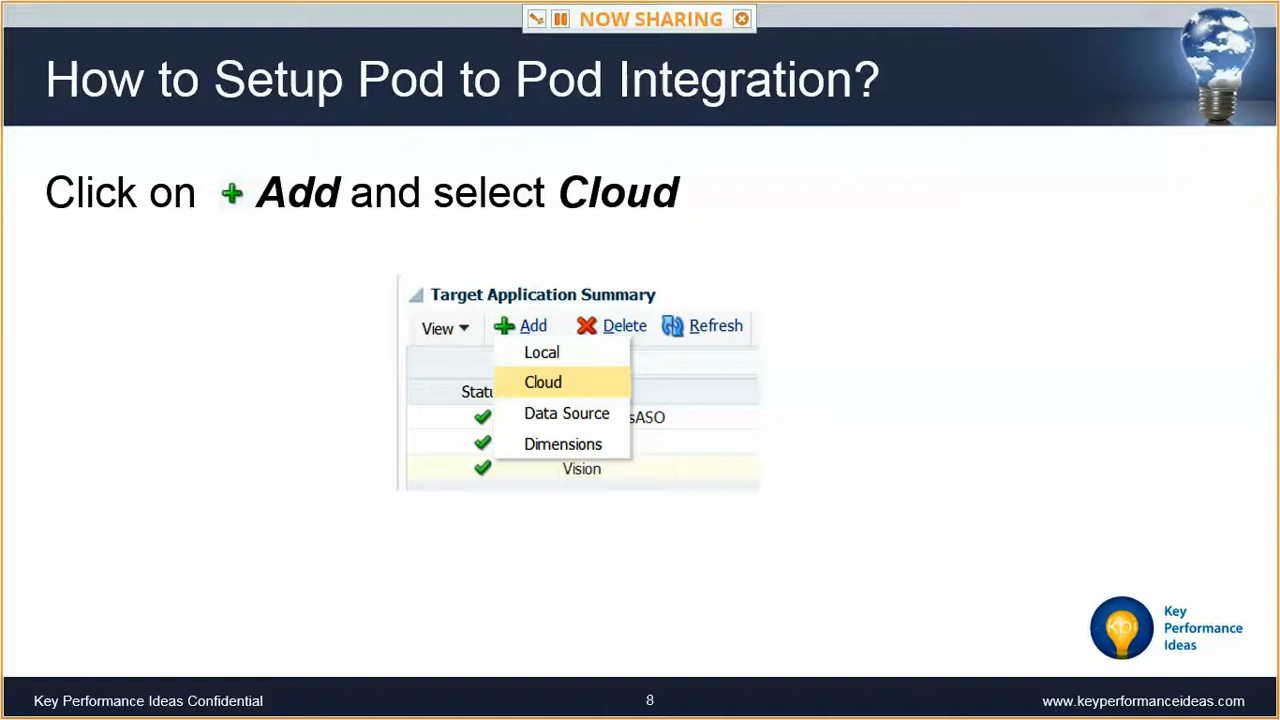 NOW SHARING
How to Setup Pod to Pod Integration?
Click on Add and select Cloud
Target Application Summary
View Add Delete Refresh
Local
Cloud
Data Source
Dimensions
Vision
Key
Performance
Ideas
Key Performance Ideas Confidential 8 www.keyperformanceideas.com